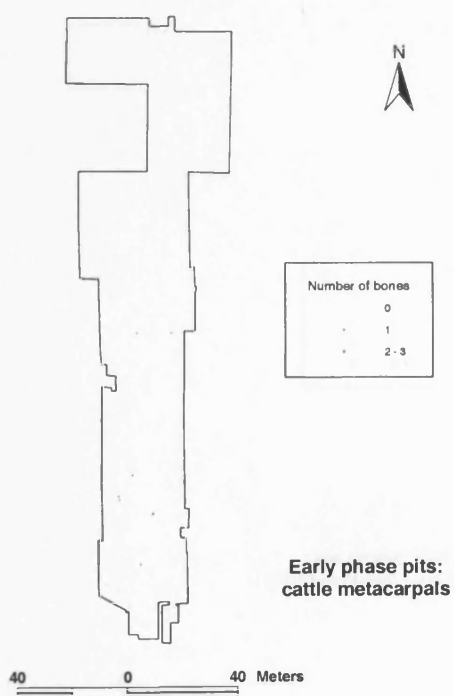 N
Number of bones
0
1
2 - 3
Early phase pits:
cattle metacarpals
40 0 40 Meters